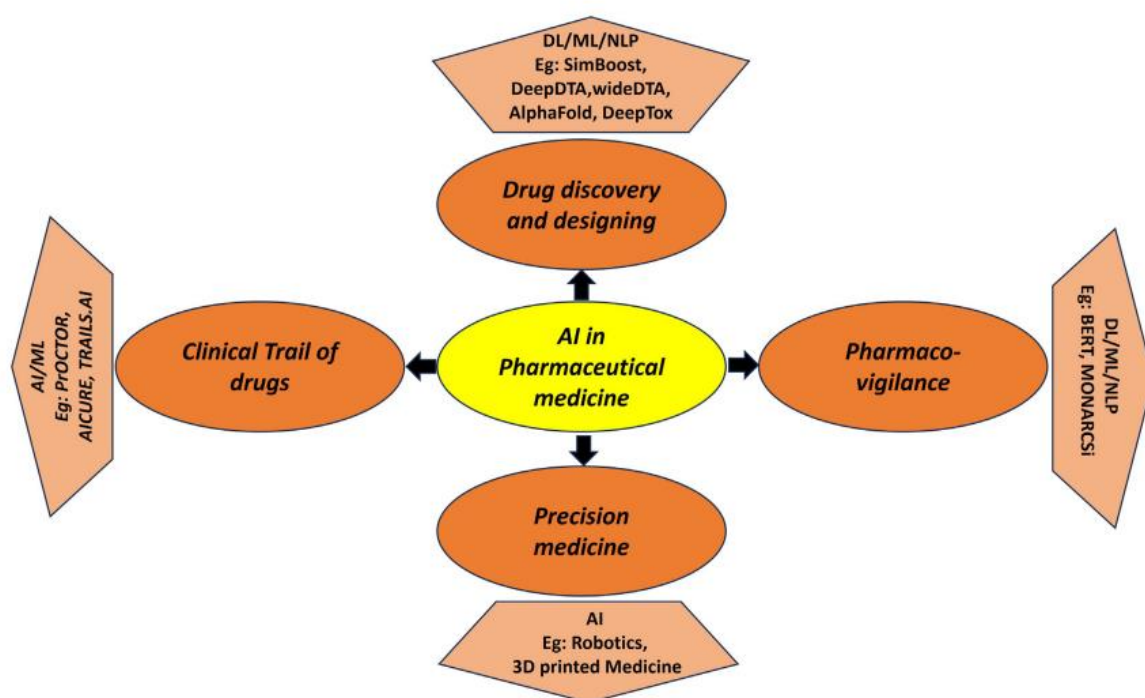 DL/ML/NLP
Eg: SimBoost,
DeepDTA,wideDTA,
AlphaFold, DeepTox
Drug discovery
and designing
AI/ML
Eg: PrOCTOR,
AICURE, TRAILS.AI
Clinical Trail of
drugs
AI in
Pharmaceutical
medicine
Pharmaco-
vigilance
DL/ML/NLP
Eg: BERT, MONARCSi
Precision
medicine
AI
Eg: Robotics,
3D printed Medicine